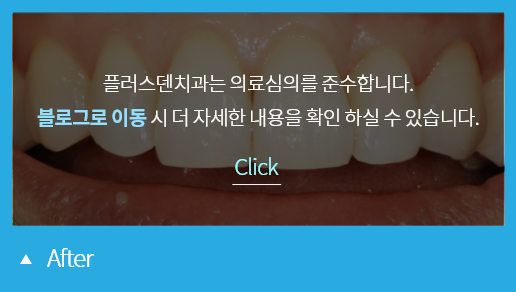 플러스덴치과는 의료심의를 준수합니다.
블로그로 이동 시 더 자세한 내용을 확인 하실 수 있습니다.
Click
▲ After